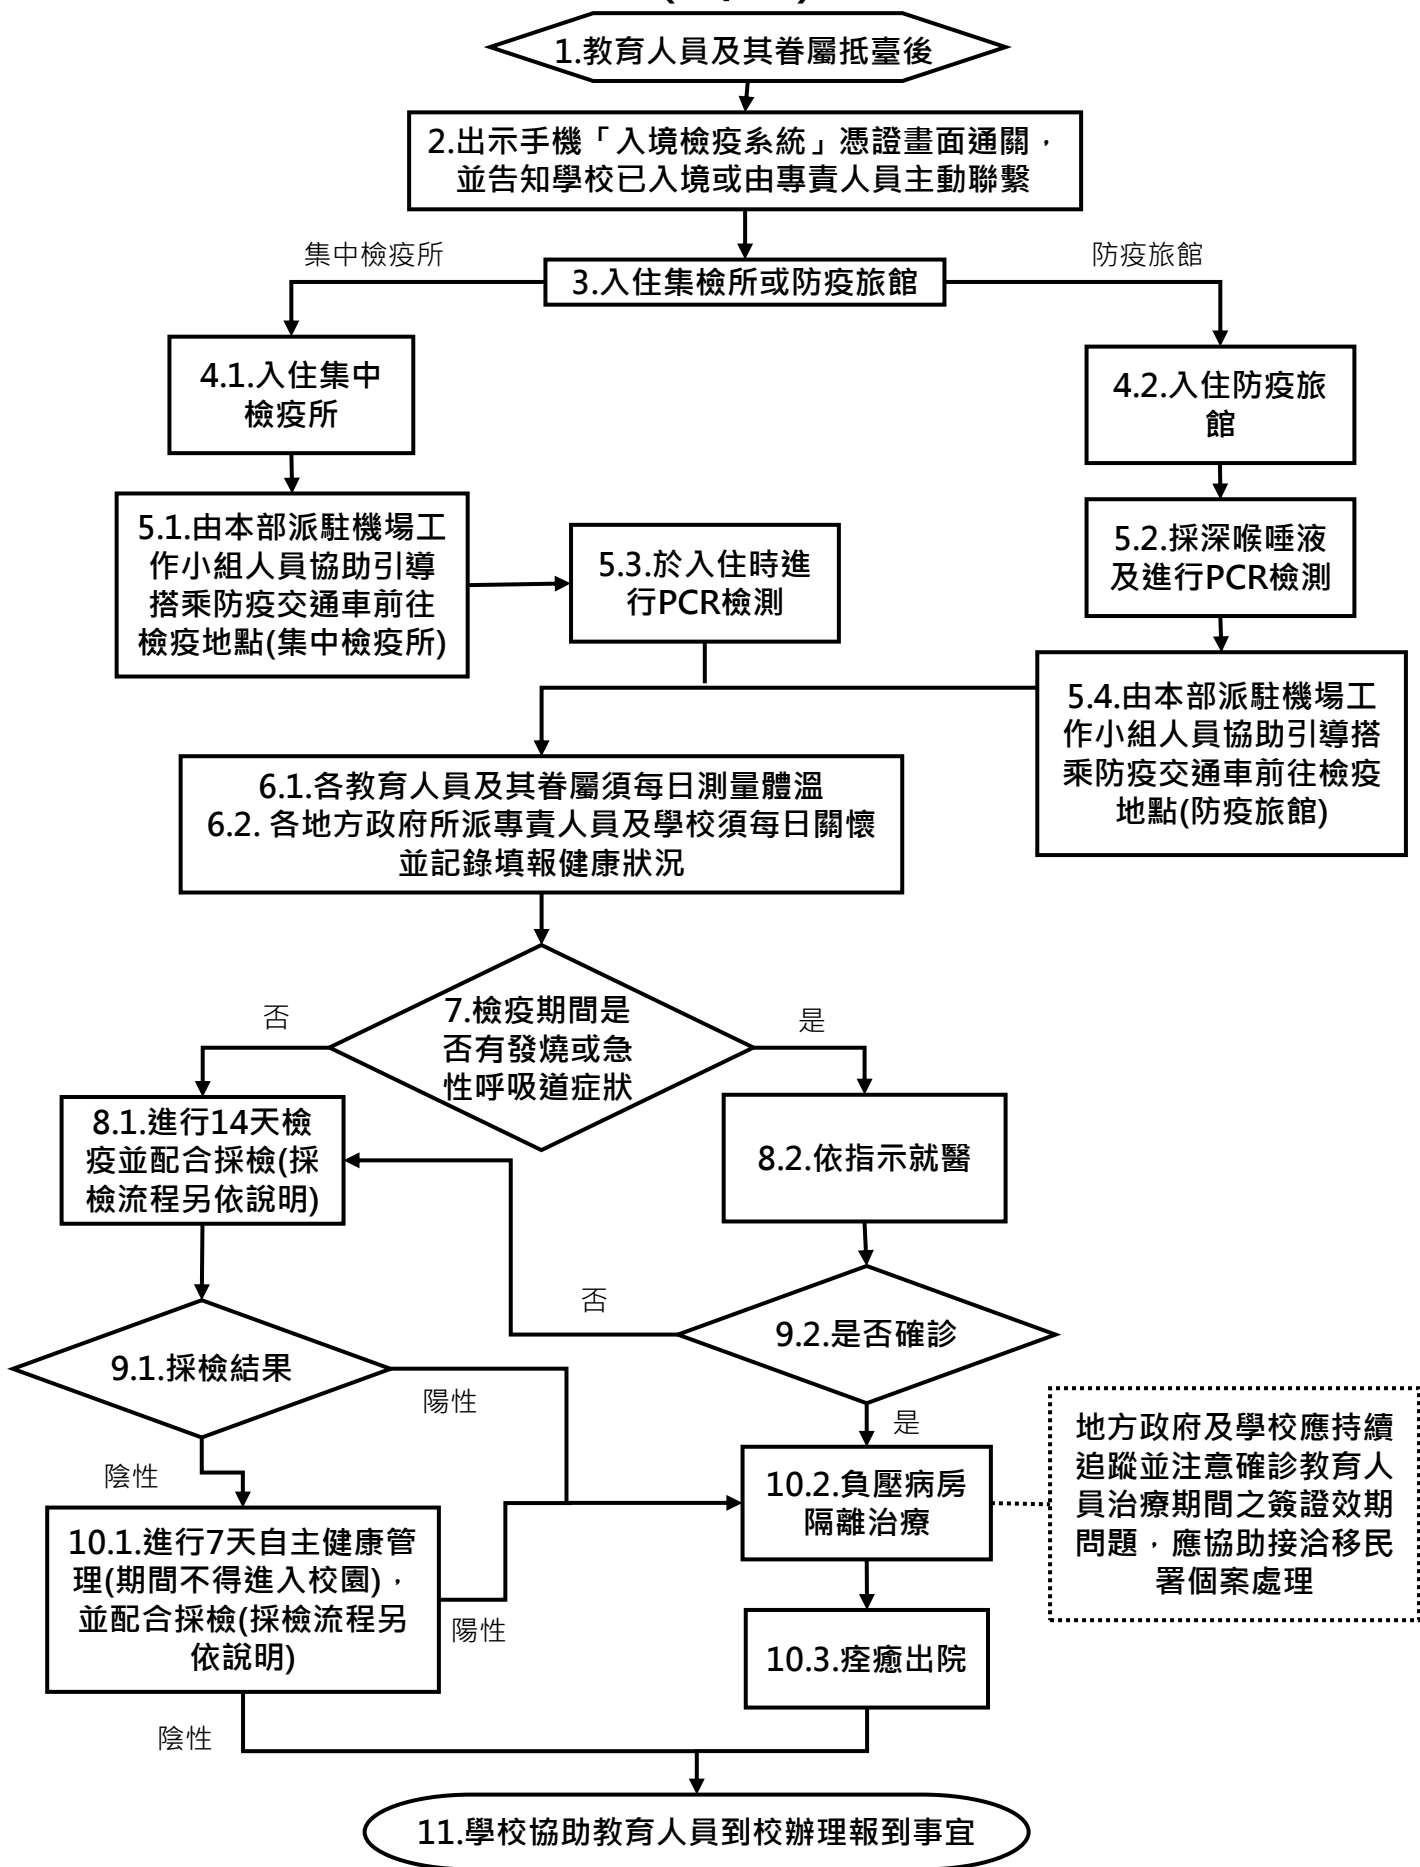 1.教育人員及其眷屬抵臺後
2.出示手機「入境檢疫系統」憑證畫面通關，
並告知學校已入境或由專責人員主動聯繫
集中檢疫所
防疫旅館
3.入住集檢所或防疫旅館
4.1.入住集中
檢疫所
4.2.入住防疫旅
館
5.1.由本部派駐機場工
作小組人員協助引導
搭乘防疫交通車前往
檢疫地點(集中檢疫所)
5.3.於入住時進
行PCR檢測
5.2.採深喉唾液
及進行PCR檢測
5.4.由本部派駐機場工
作小組人員協助引導搭
乘防疫交通車前往檢疫
地點(防疫旅館)
6.1.各教育人員及其眷屬須每日測量體溫
6.2. 各地方政府所派專責人員及學校須每日關懷
並記錄填報健康狀況
7.檢疫期間是
否有發燒或急
性呼吸道症狀
否
是
8.1.進行14天檢
疫並配合採檢(採
檢流程另依說明)
8.2.依指示就醫
否
9.2.是否確診
9.1.採檢結果
陽性
是
陰性
10.2.負壓病房
隔離治療
地方政府及學校應持續
追蹤並注意確診教育人
員治療期間之簽證效期
問題，應協助接洽移民
署個案處理
10.1.進行7天自主健康管
理(期間不得進入校園)，
並配合採檢(採檢流程另
依說明)
陽性
10.3.痊癒出院
陰性
11.學校協助教育人員到校辦理報到事宜